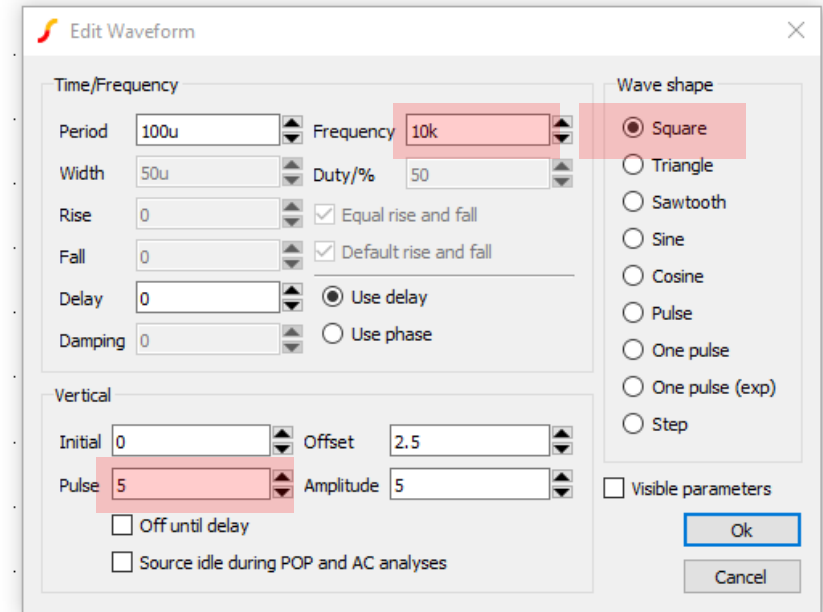 Edit Waveform
Time/Frequency
Period 100u Frequency 10k
Width 50u Duty/% 50
Rise 0 Equal rise and fall
Fall 0 Default rise and fall
Delay 0 Use delay
Damping 0 Use phase
Vertical
Initial 0 Offset 2.5
Pulse 5 Amplitude 5
Off until delay
Source idle during POP and AC analyses
Wave shape
Square
Triangle
Sawtooth
Sine
Cosine
Pulse
One pulse
One pulse (exp)
Step
Visible parameters
Ok
Cancel